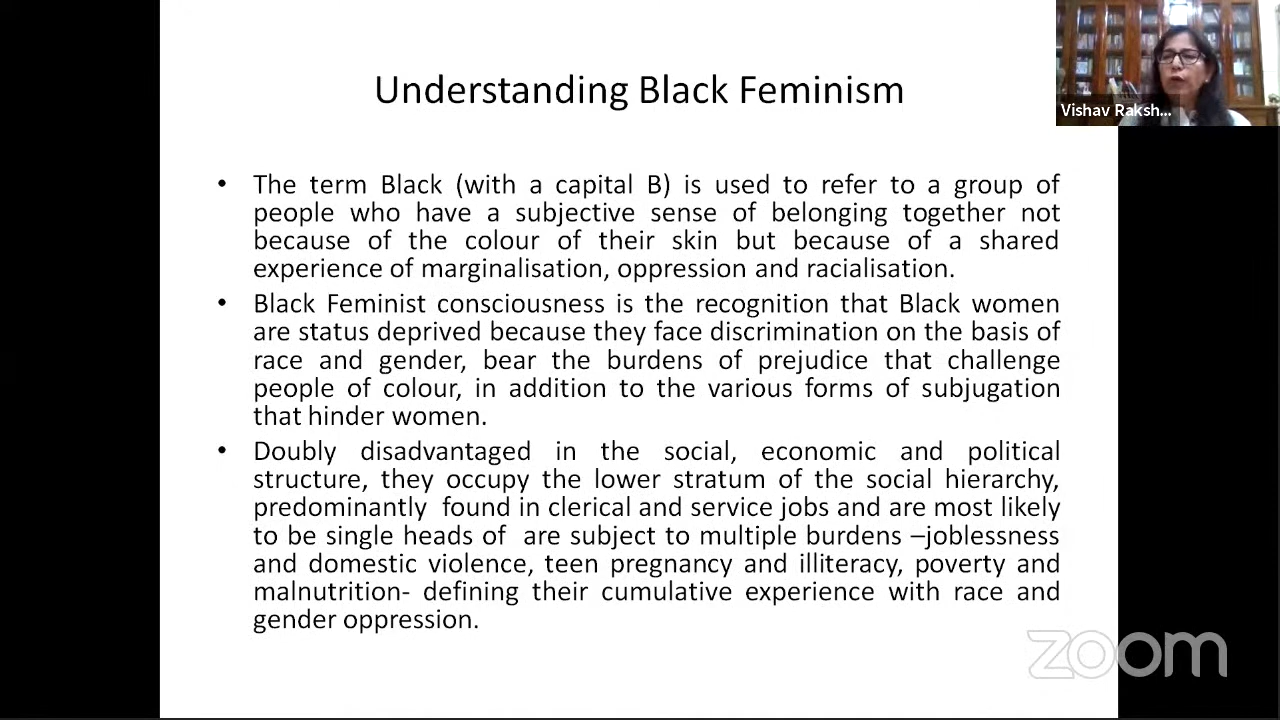 Understanding Black Feminism
Vishav Raksh...
• The term Black (with a capital B) is used to refer to a group of
people who have a subjective sense of belonging together not
because of the colour of their skin but because of a shared
experience of marginalisation, oppression and racialisation.
• Black Feminist consciousness is the recognition that Black women
are status deprived because they face discrimination on the basis of
race and gender, bear the burdens of prejudice that challenge
people of colour, in addition to the various forms of subjugation
that hinder women.
• Doubly disadvantaged in the social, economic and political
structure, they occupy the lower stratum of the social hierarchy,
predominantly found in clerical and service jobs and are most likely
to be single heads of are subject to multiple burdens –joblessness
and domestic violence, teen pregnancy and illiteracy, poverty and
malnutrition- defining their cumulative experience with race and
gender oppression.
zoom